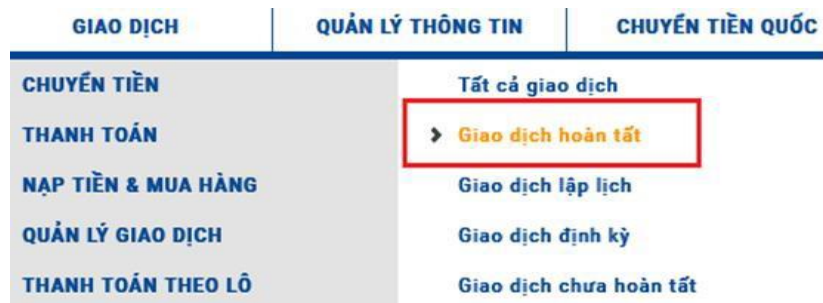 GIAO DỊCH
QUẢN LÝ THÔNG TIN
CHUYỂN TIỀN QUỐC
CHUYỂN TIỀN
Tất cả giao dịch
THANH TOÁN
Giao dịch hoàn tất
NẠP TIỀN & MUA HÀNG
Giao dịch lập lịch
QUẢN LÝ GIAO DỊCH
Giao dịch định kỳ
THANH TOÁN THEO LÔ
Giao dịch chưa hoàn tất